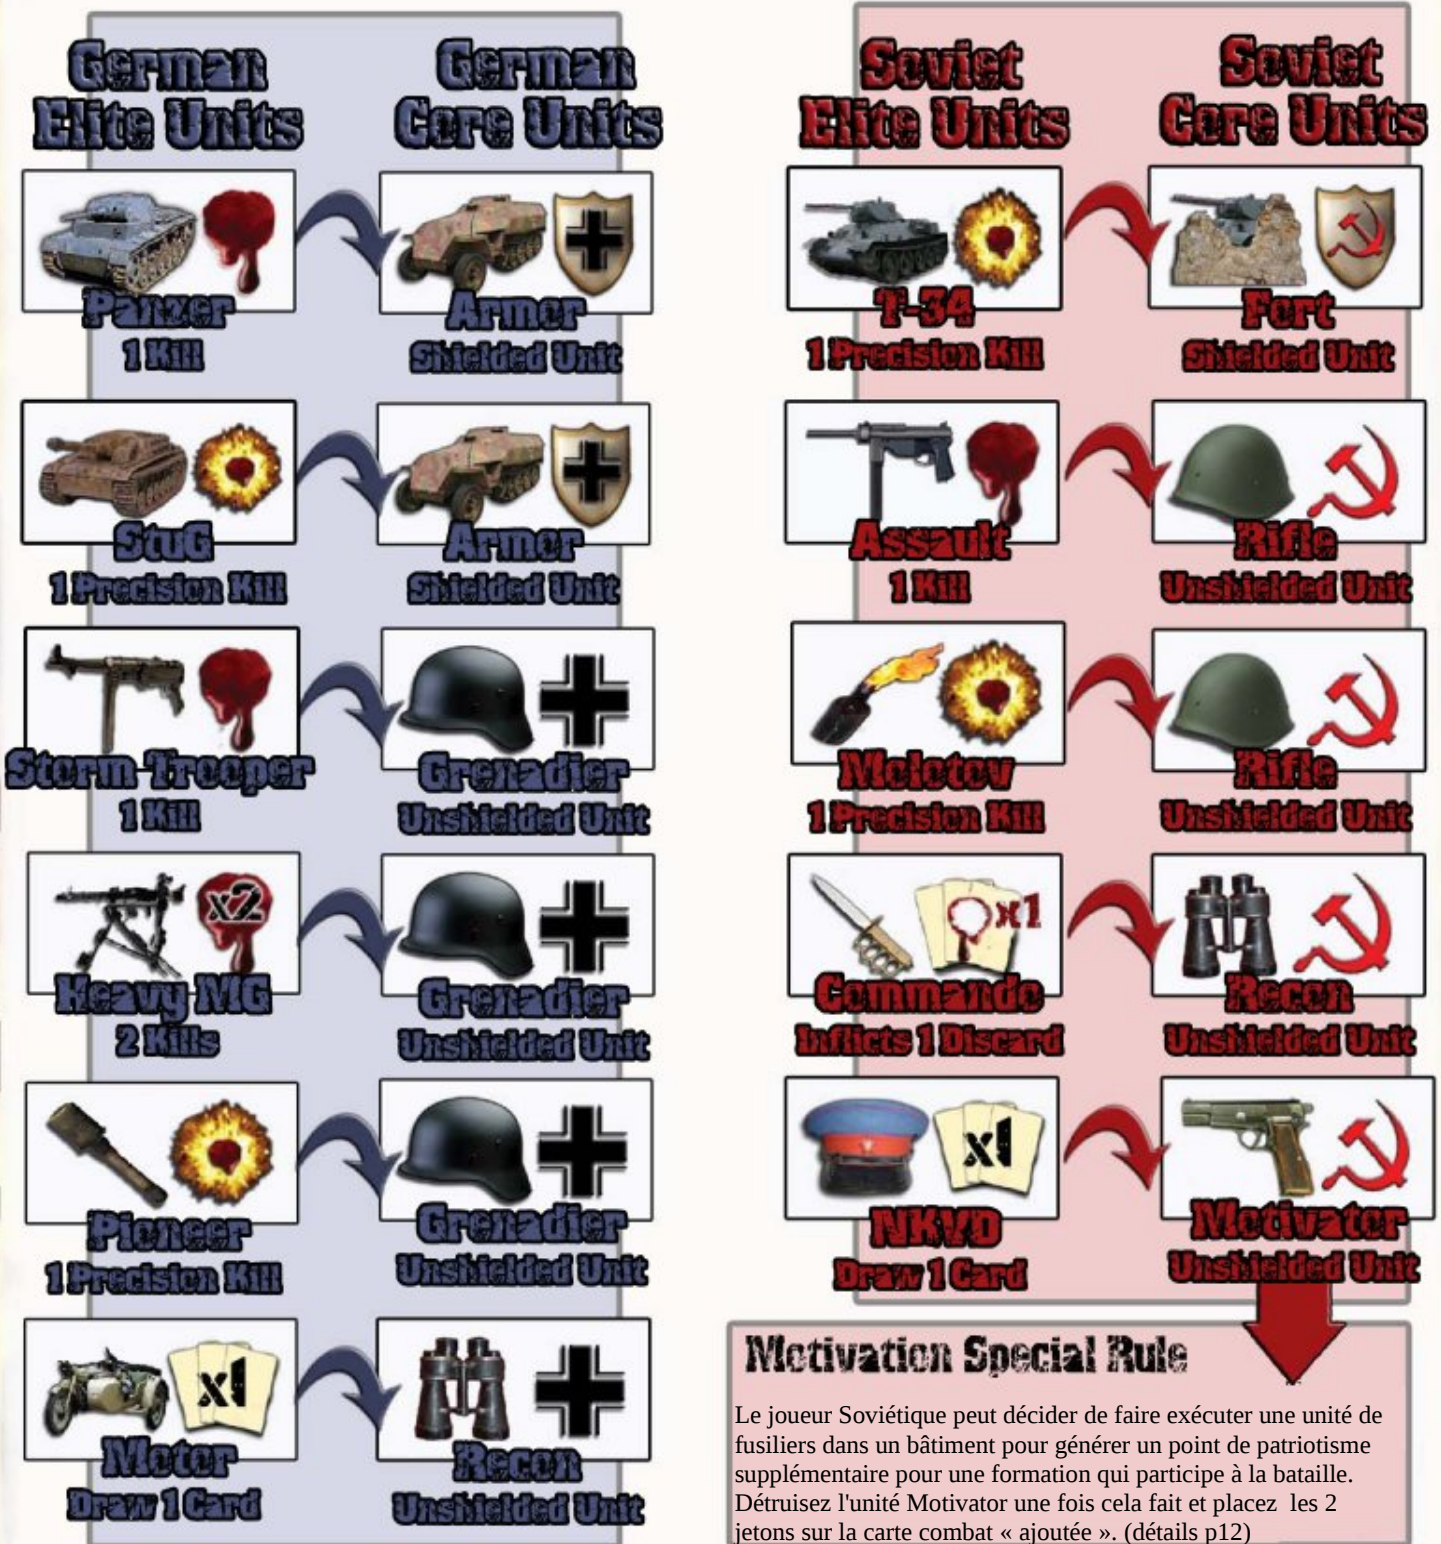 German
Elite Units
German
Core Units
Panzer
1 Kill
Armor
Shielded Unit
StuG
1 Precision Kill
Armor
Shielded Unit
Storm Trooper
1 Kill
Grenadier
Unshielded Unit
x2
Heavy MG
2 Kills
Grenadier
Unshielded Unit
Pioneer
1 Precision Kill
Grenadier
Unshielded Unit
x1
Motor
Draw 1 Card
Recon
Unshielded Unit
Soviet
Elite Units
Soviet
Core Units
T-34
1 Precision Kill
Fort
Shielded Unit
Assault
1 Kill
Rifle
Unshielded Unit
Molotov
1 Precision Kill
Rifle
Unshielded Unit
x1
Commando
Inflicts 1 Discard
Recon
Unshielded Unit
x1
NKVD
Draw 1 Card
Motivator
Unshielded Unit
Motivation Special Rule
Le joueur Soviétique peut décider de faire exécuter une unité de
fusiliers dans un bâtiment pour générer un point de patriotisme
supplémentaire pour une formation qui participe à la bataille.
Détruisez l'unité Motivator une fois cela fait et placez les 2
jetons sur la carte combat « ajoutée ». (détails p12)